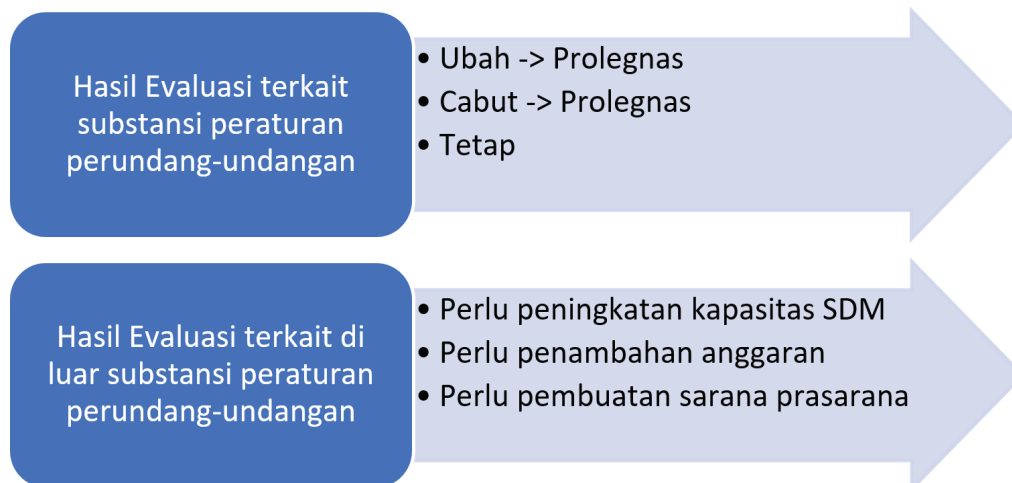 Hasil Evaluasi terkait
substansi peraturan
perundang-undangan
• Ubah -> Prolegnas
• Cabut -> Prolegnas
• Tetap
Hasil Evaluasi terkait di
luar substansi peraturan
perundang-undangan
• Perlu peningkatan kapasitas SDM
• Perlu penambahan anggaran
• Perlu pembuatan sarana prasarana